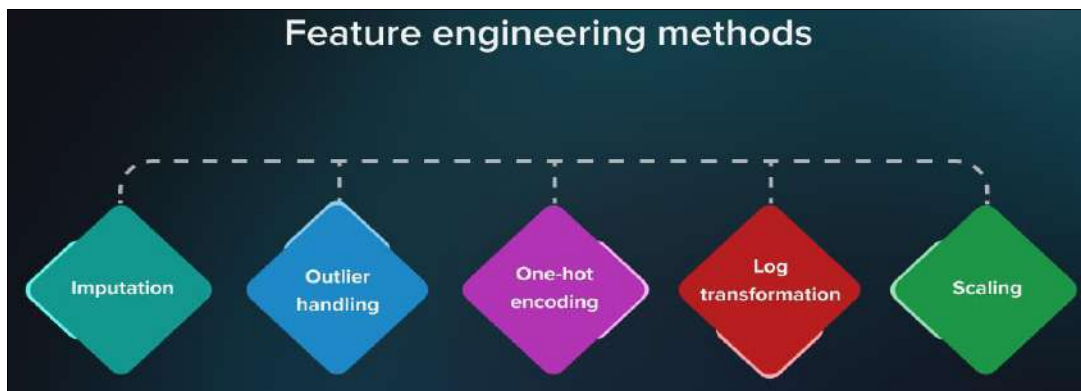 Feature engineering methods
Imputation
Outlier
handling
One-hot
encoding
Log
transformation
Scaling